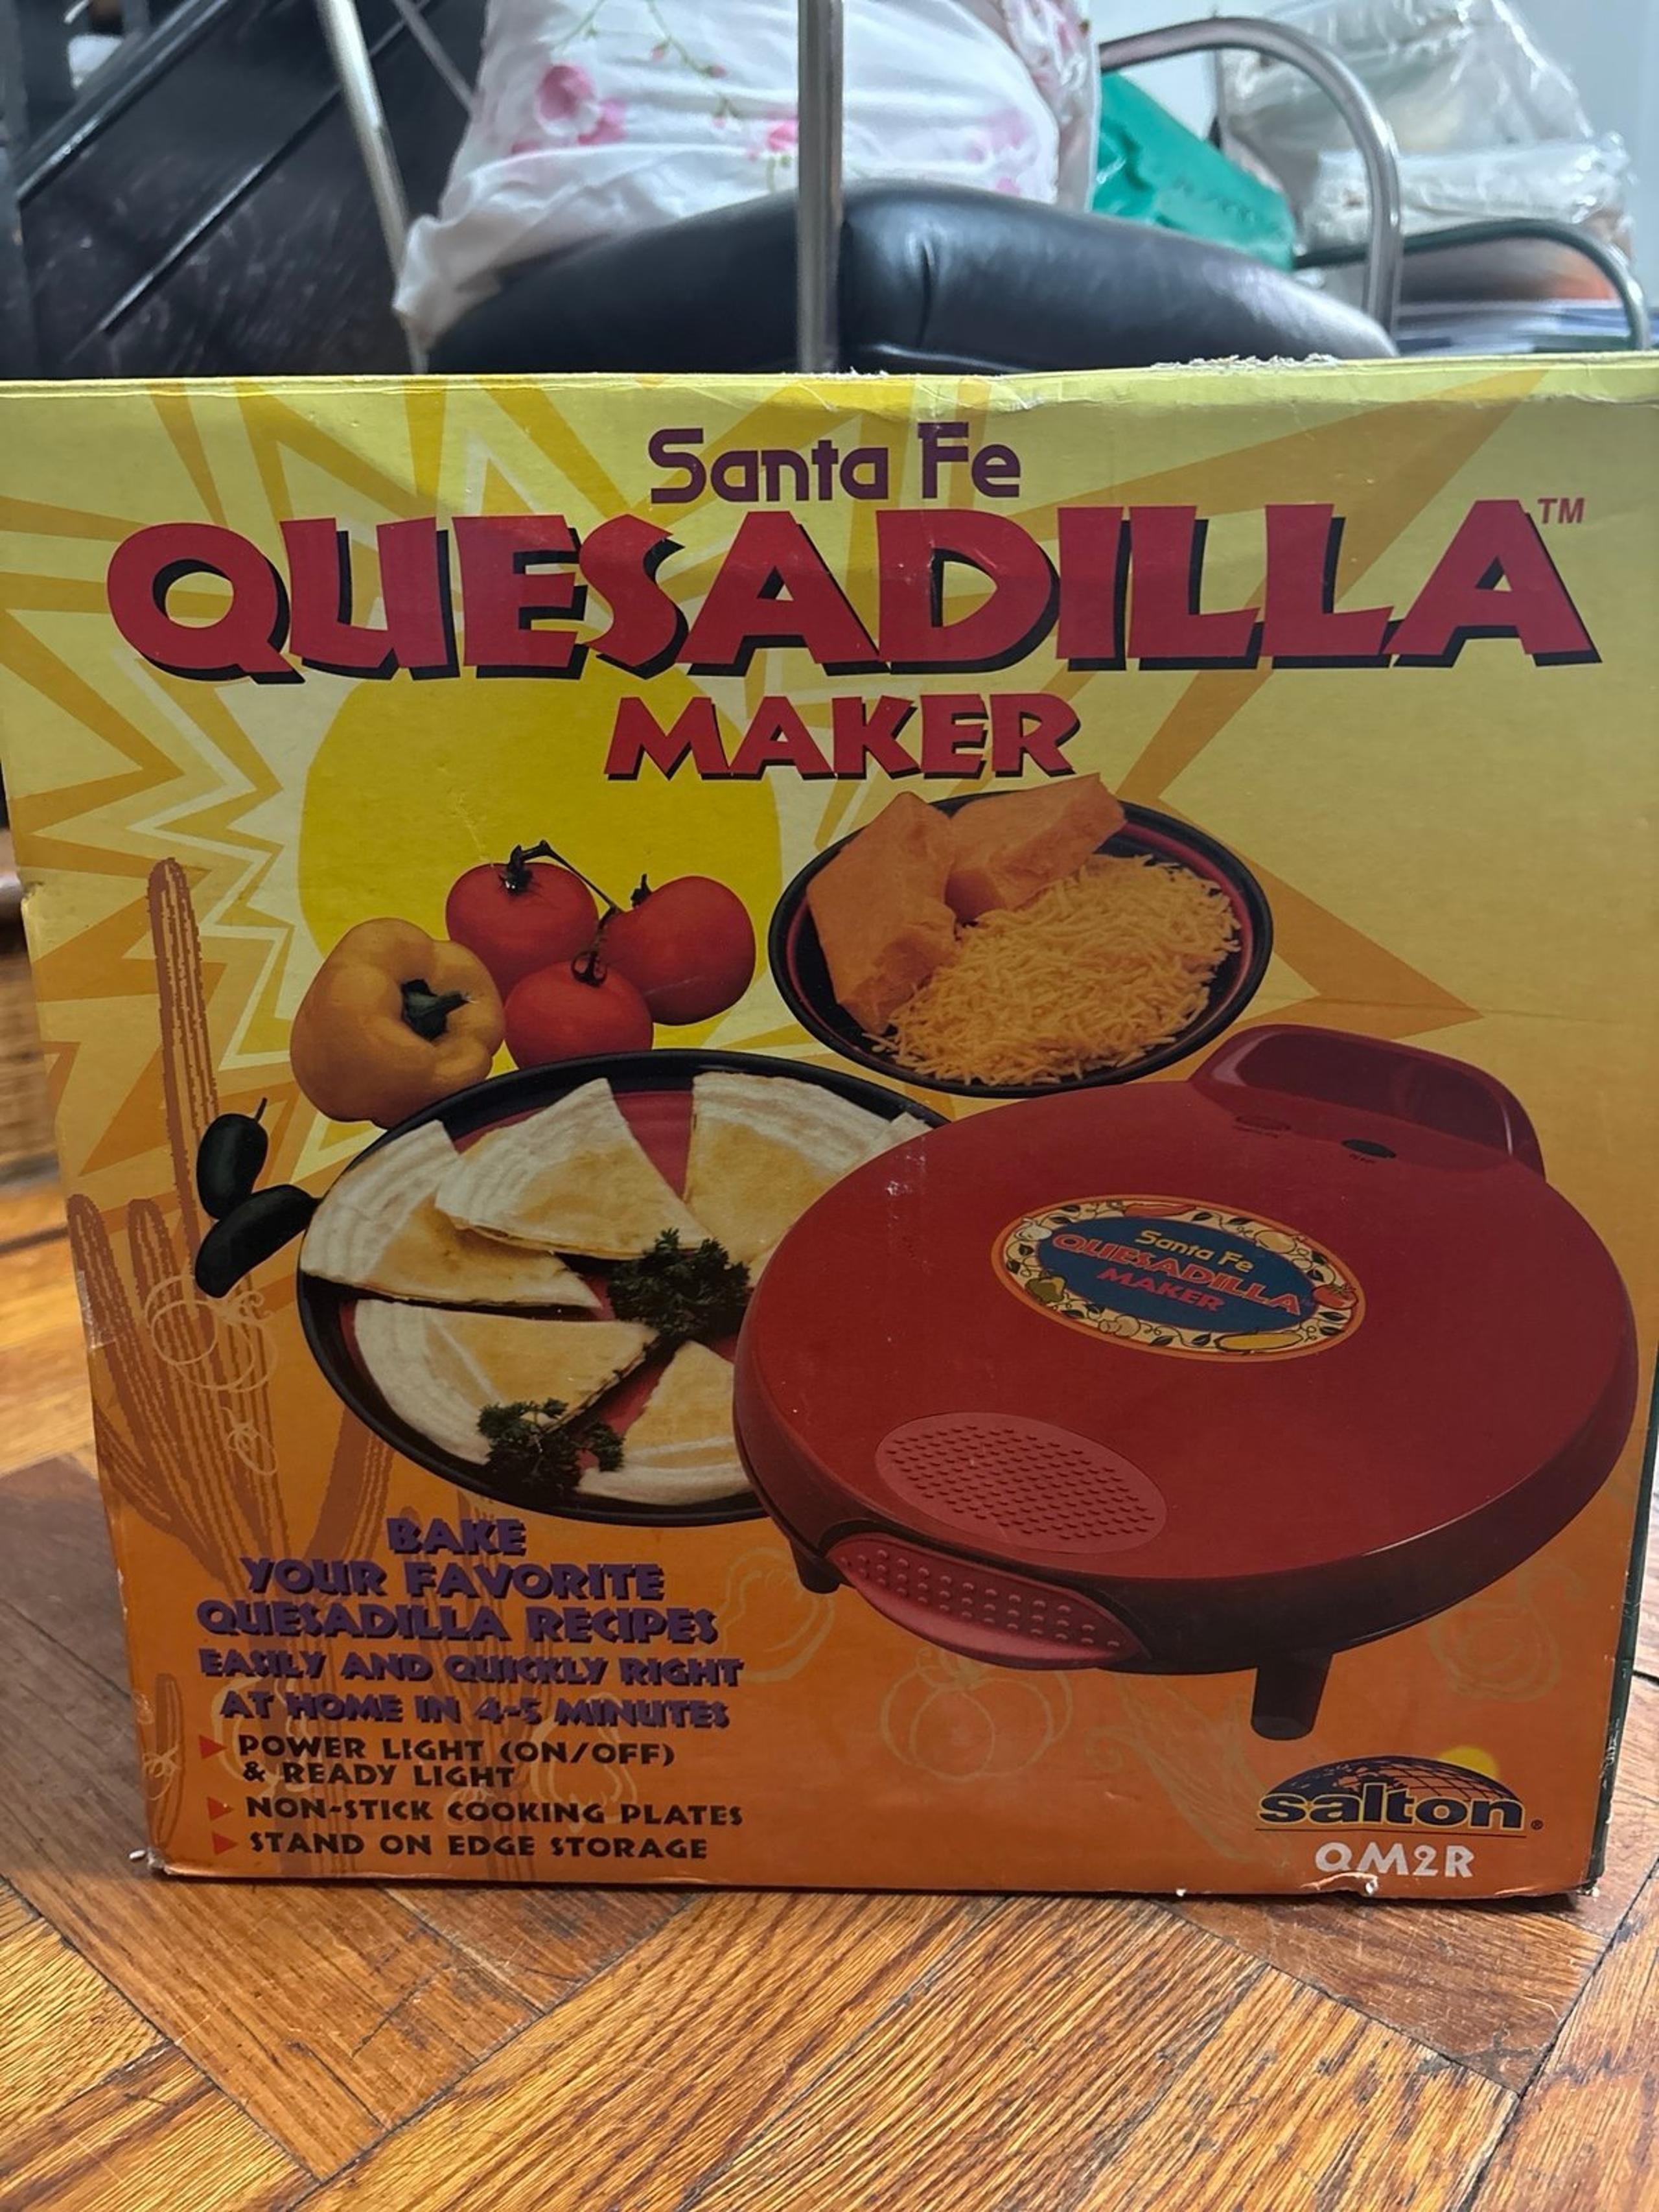 Santa Fe
QUESADILLA™
MAKER
Santa Fe
QUESADILLA
MAKER
BAKE
YOUR FAVORITE
QUESADILLA RECIPES
EASILY AND QUICKLY RIGHT
AT HOME IN 4-5 MINUTES
POWER LIGHT (ON/OFF)
& READY LIGHT
NON-STICK COOKING PLATES
STAND ON EDGE STORAGE
salton®
QM2R